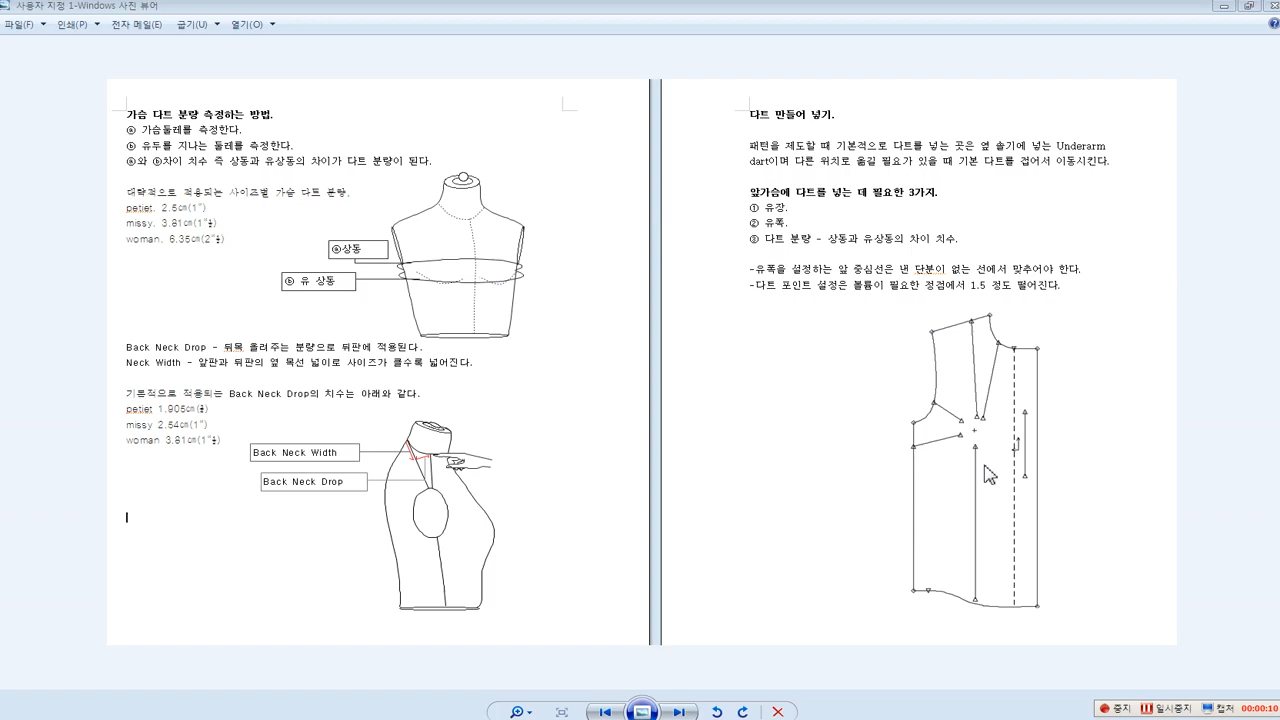 사용자 지정 1-Windows 사진 뷰어
파일(F) 인쇄(P) 전자 메일(E) 굽기(U) 열기(O)
가슴 다트 분량 측정하는 방법.
ⓐ 가슴둘레를 측정한다.
ⓑ 유두를 지나는 둘레를 측정한다.
ⓐ와 ⓑ차이 치수 즉 상동과 유상동의 차이가 다트 분량이 된다.
대략적으로 적용되는 사이즈별 가슴 다트 분량.
petiet. 2.5㎝(1")
missy. 3.81㎝(1"½)
woman. 6.35㎝(2"½)
ⓐ상동
ⓑ 유 상동
Back Neck Drop - 뒤목 올려주는 분량으로 뒤판에 적용된다.
Neck Width - 앞판과 뒤판의 옆 목선 넓이로 사이즈가 클수록 넓어진다.
기본적으로 적용되는 Back Neck Drop의 치수는 아래와 같다.
petiet 1.905㎝(¾)
missy 2.54㎝(1")
woman 3.81㎝(1"½)
Back Neck Width
Back Neck Drop
다트 만들어 넣기.
패턴을 제도할 때 기본적으로 다트를 넣는 곳은 옆 솔기에 넣는 Underarm
dart이며 다른 위치로 옮길 필요가 있을 때 기본 다트를 접어서 이동시킨다.
앞가슴에 다트를 넣는 데 필요한 3가지.
① 유장.
② 유폭.
③ 다트 분량 - 상동과 유상동의 차이 치수.
-유폭을 설정하는 앞 중심선은 낸 단분이 없는 선에서 맞추어야 한다.
-다트 포인트 설정은 볼륨이 필요한 정점에서 1.5 정도 떨어진다.
중지 일시중지 캡처 00:00:10